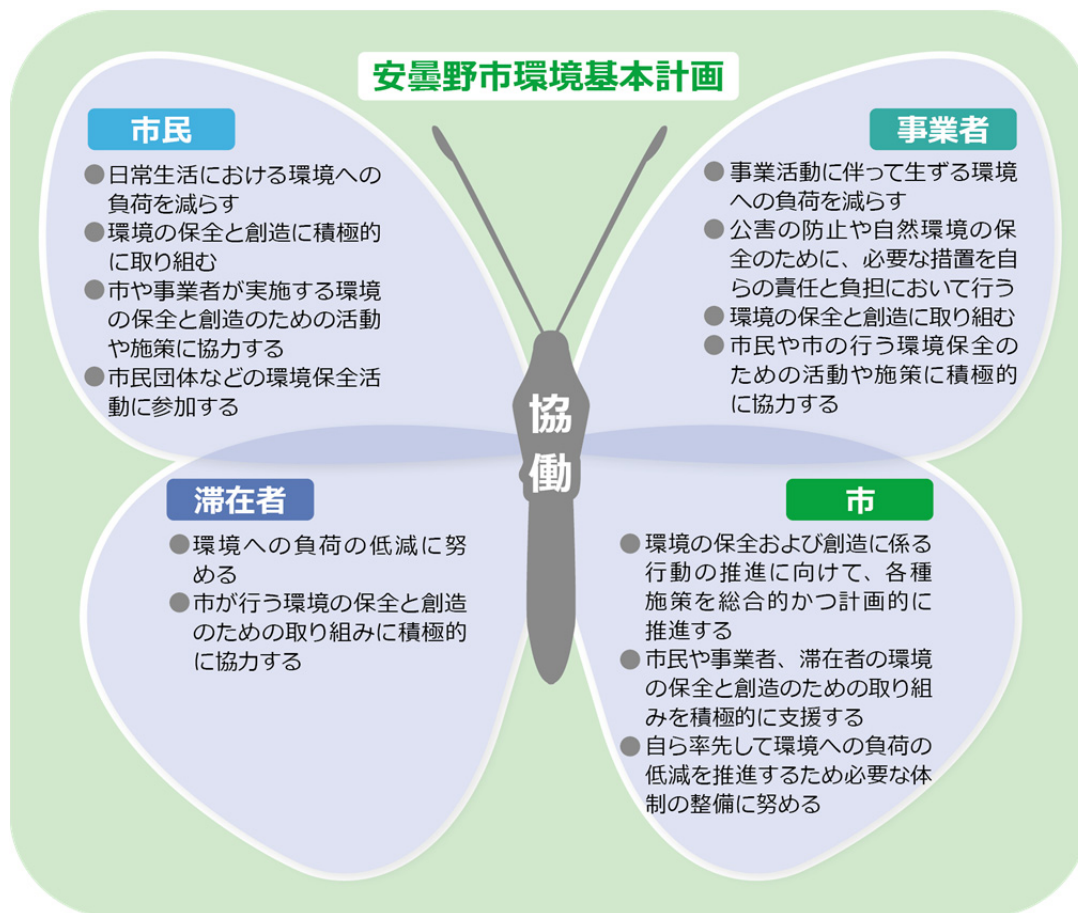 安曇野市環境基本計画
市民
●日常生活における環境への
負荷を減らす
●環境の保全と創造に積極的
に取り組む
●市や事業者が実施する環境
の保全と創造のための活動
や施策に協力する
●市民団体などの環境保全活
動に参加する
事業者
●事業活動に伴って生ずる環境
への負荷を減らす
●公害の防止や自然環境の保
全のために、必要な措置を自
らの責任と負担において行う
●環境の保全と創造に取り組む
●市民や市の行う環境保全の
ための活動や施策に積極的
に協力する
協
働
滞在者
●環境への負荷の低減に努
める
●市が行う環境の保全と創造
のための取り組みに積極的
に協力する
市
●環境の保全および創造に係る
行動の推進に向けて、各種
施策を総合的かつ計画的に
推進する
●市民や事業者、滞在者の環境
の保全と創造のための取り組
みを積極的に支援する
●自ら率先して環境への負荷の
低減を推進するため必要な体
制の整備に努める